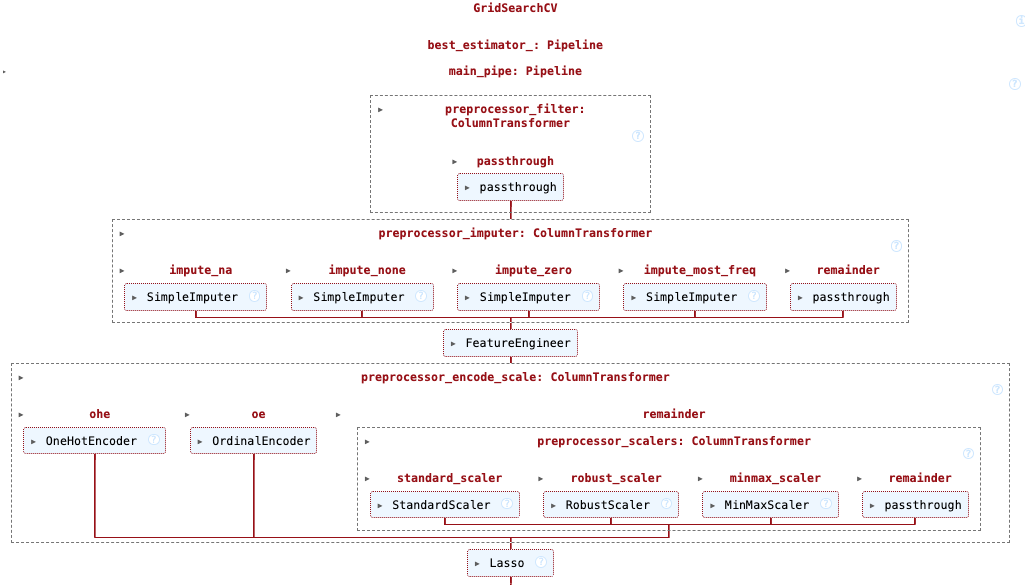 GridSearchCV
best_estimator_: Pipeline
main_pipe: Pipeline
?
preprocessor_filter:
ColumnTransformer
?
passthrough
passthrough
preprocessor_imputer: ColumnTransformer
?
impute_na impute_none impute_zero impute_most_freq remainder
SimpleImputer ? SimpleImputer ? SimpleImputer ? SimpleImputer ? passthrough
FeatureEngineer
preprocessor_encode_scale: ColumnTransformer
?
ohe oe remainder
OneHotEncoder ? OrdinalEncoder
preprocessor_scalers: ColumnTransformer
?
standard_scaler robust_scaler minmax_scaler remainder
StandardScaler ? RobustScaler ? MinMaxScaler ? passthrough
Lasso ?